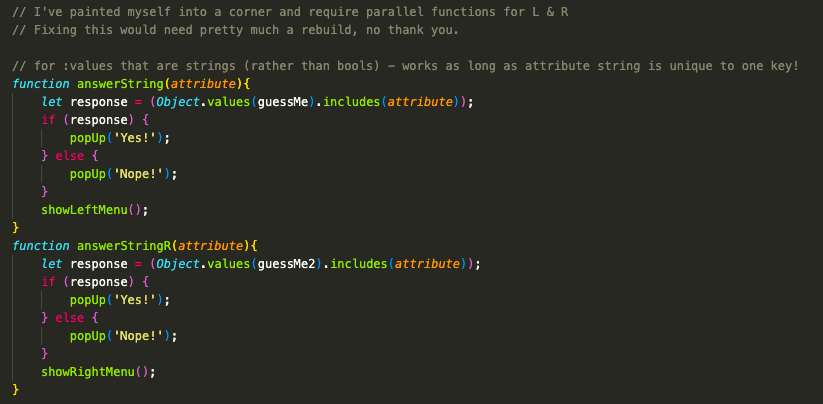 // I've painted myself into a corner and require parallel functions for L & R
// Fixing this would need pretty much a rebuild, no thank you.
// for :values that are strings (rather than bools) – works as long as attribute string is unique to one key!
function answerString(attribute){
let response = (Object.values(guessMe).includes(attribute));
if (response) {
popUp('Yes!');
} else {
popUp('Nope!');
}
showLeftMenu();
}
function answerStringR(attribute){
let response = (Object.values(guessMe2).includes(attribute));
if (response) {
popUp('Yes!');
} else {
popUp('Nope!');
}
showRightMenu();
}